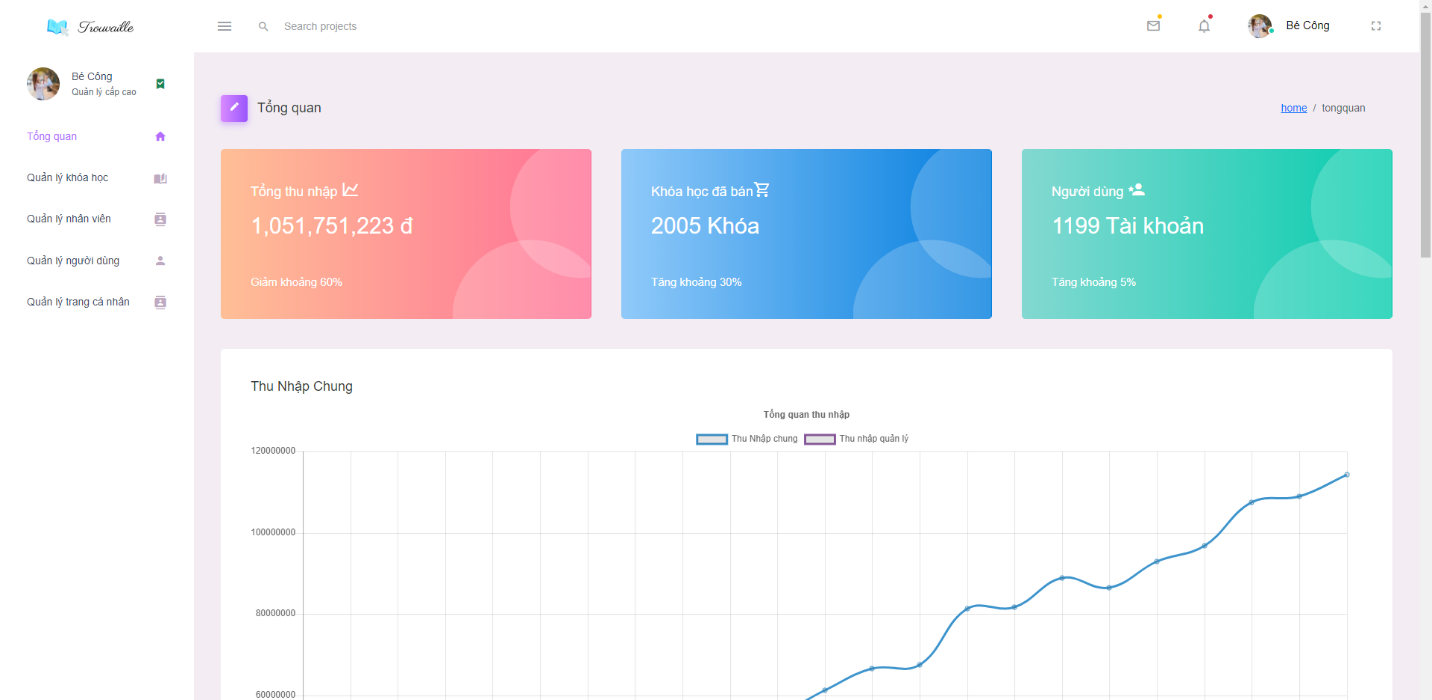 Trouvaille
Search projects
Bé Công
Bé Công
Quản lý cấp cao
Tổng quan
Quản lý khóa học
Quản lý nhân viên
Quản lý người dùng
Quản lý trang cá nhân
Tổng quan
home / tongquan
Tổng thu nhập
1,051,751,223 đ
Giảm khoảng 60%
Khóa học đã bán
2005 Khóa
Tăng khoảng 30%
Người dùng
1199 Tài khoản
Tăng khoảng 5%
Thu Nhập Chung
Tổng quan thu nhập
Thu Nhập chung Thu nhập quản lý
120000000
100000000
80000000
60000000